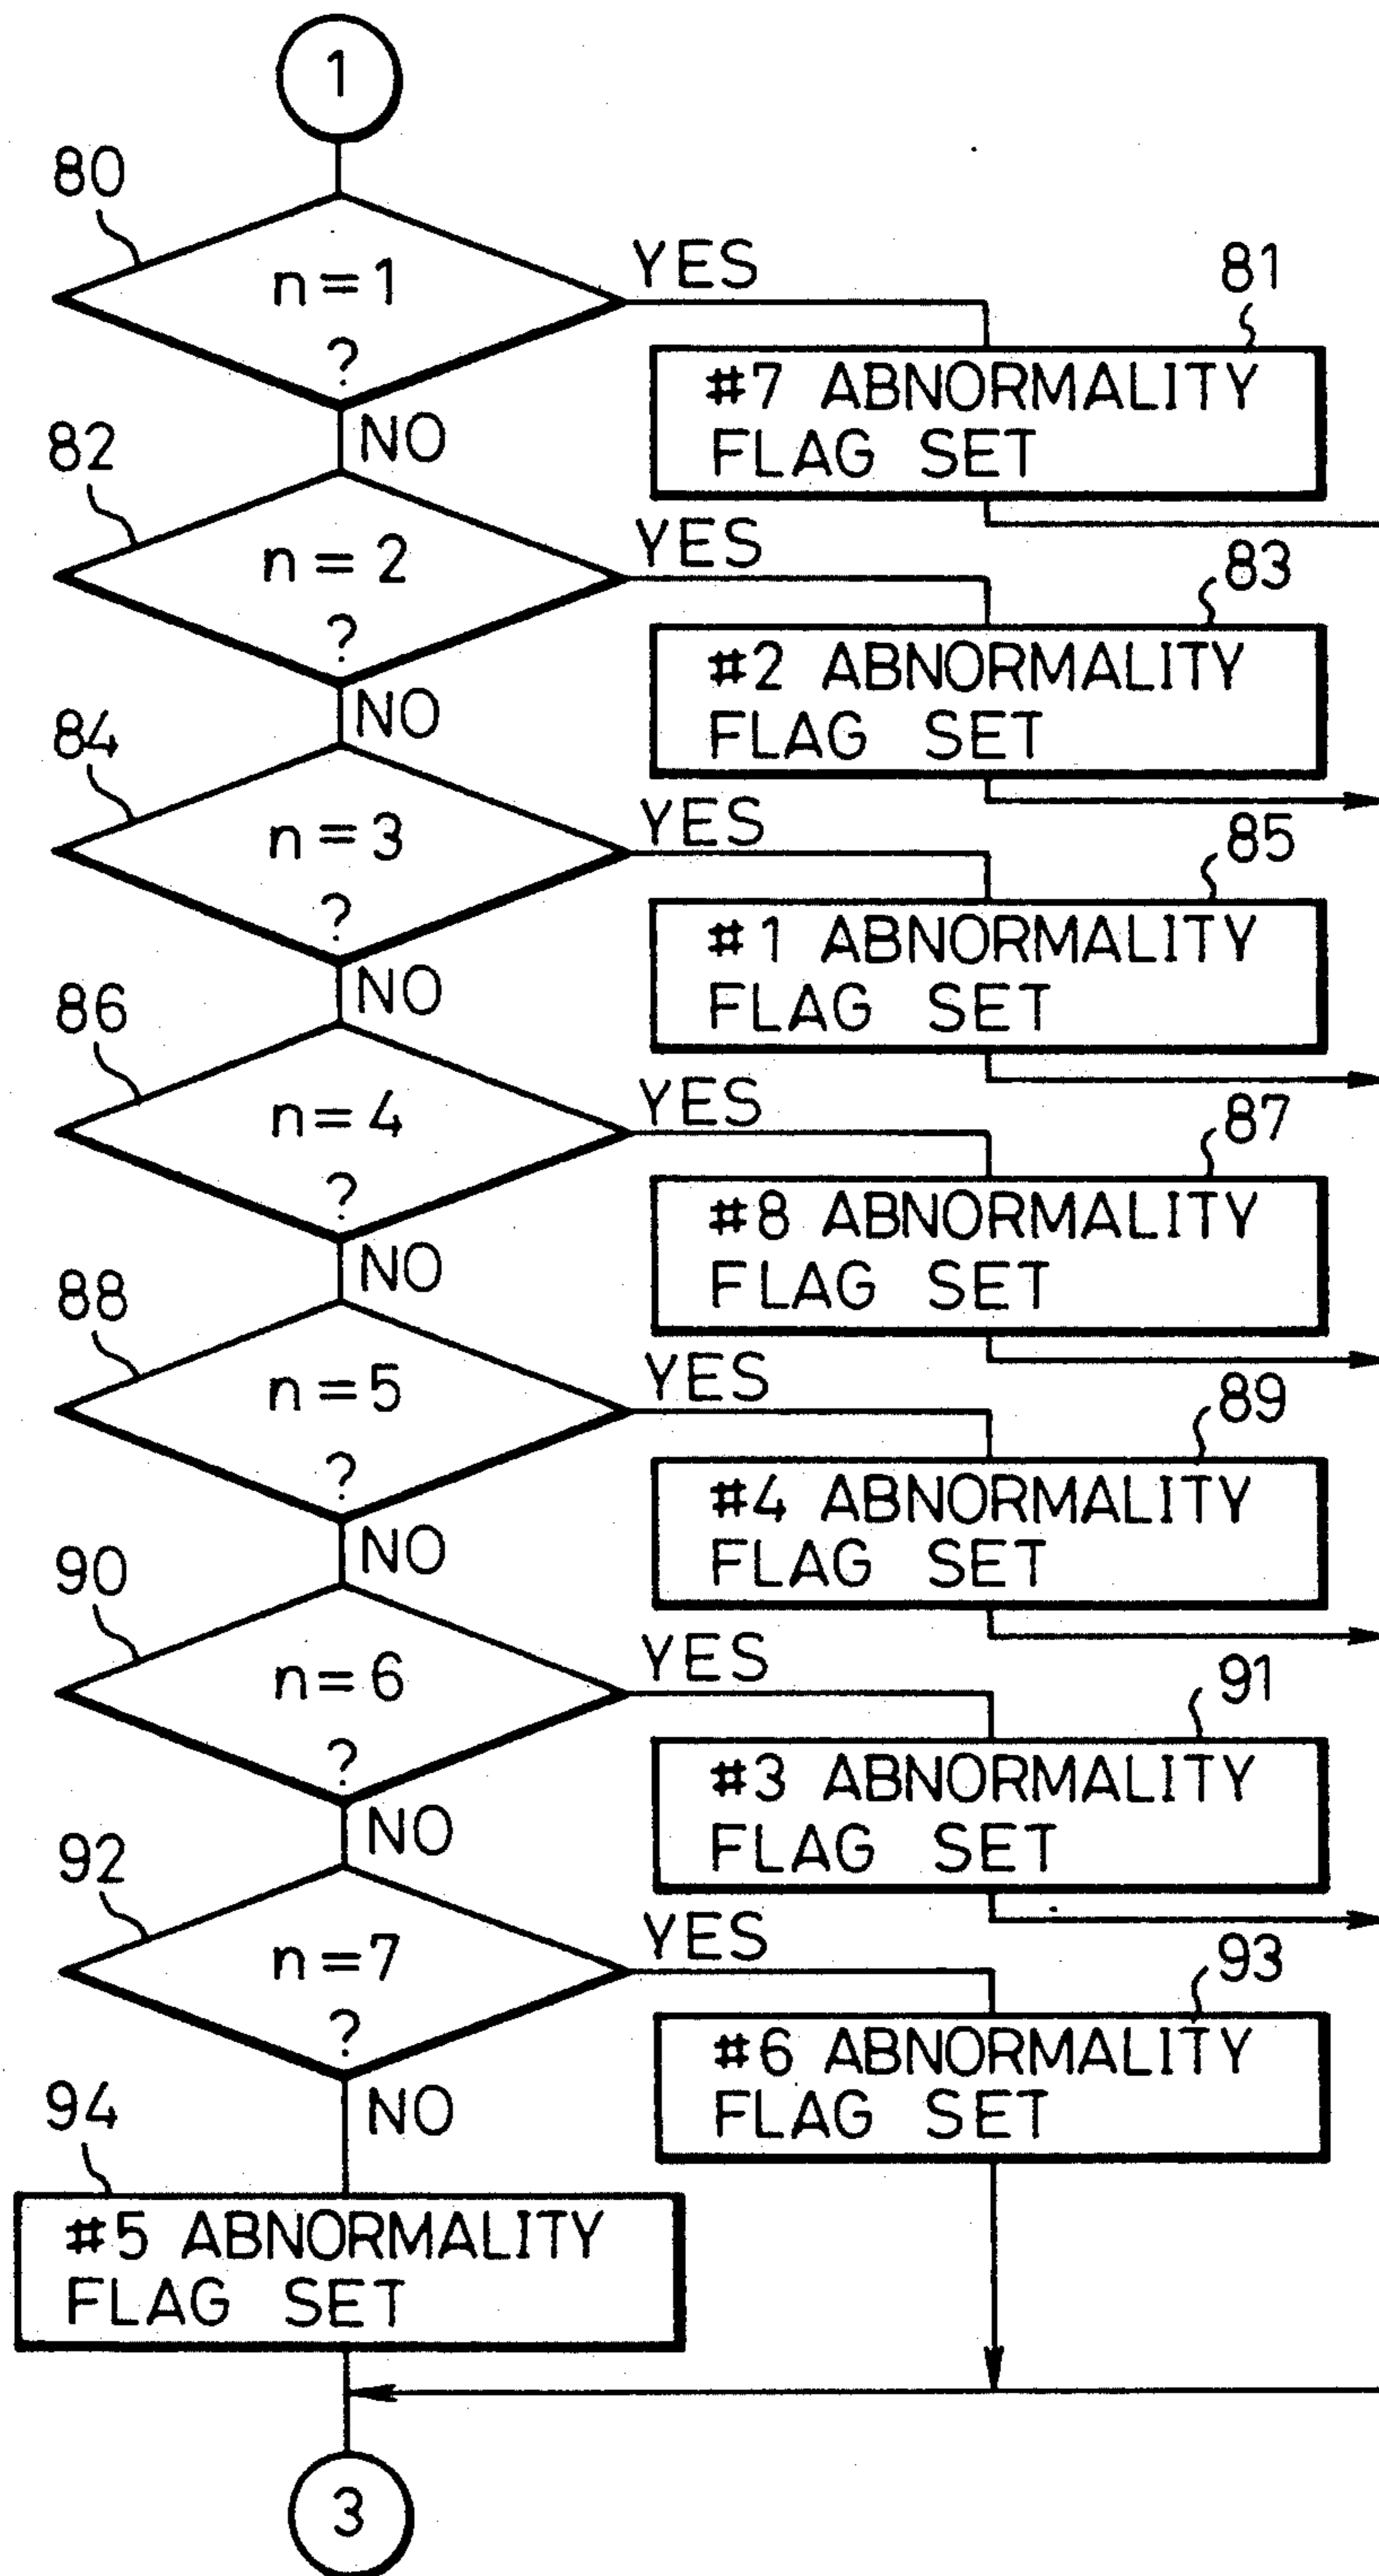 1
80
n=1
?
YES
81
#7 ABNORMALITY
FLAG SET
NO
82
n=2
?
YES
83
#2 ABNORMALITY
FLAG SET
NO
84
n=3
?
YES
85
#1 ABNORMALITY
FLAG SET
NO
86
n=4
?
YES
87
#8 ABNORMALITY
FLAG SET
NO
88
n=5
?
YES
89
#4 ABNORMALITY
FLAG SET
NO
90
n=6
?
YES
91
#3 ABNORMALITY
FLAG SET
NO
92
n=7
?
YES
93
#6 ABNORMALITY
FLAG SET
NO
94
#5 ABNORMALITY
FLAG SET
3